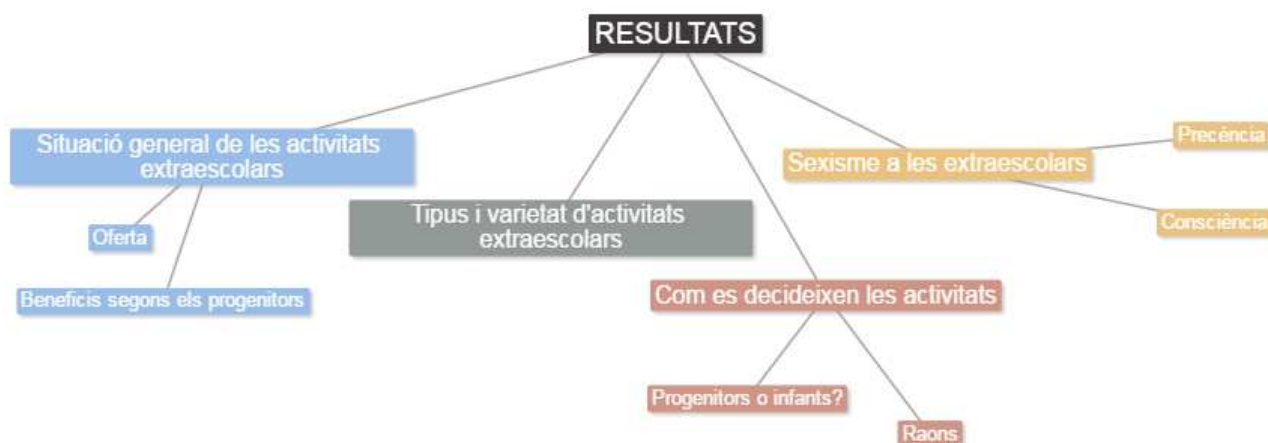 RESULTATS
Situació general de les activitats
extraescolars
Oferta
Beneficis segons els progenitors
Tipus i varietat d'activitats
extraescolars
Com es decideixen les activitats
Progenitors o infants?
Raons
Sexisme a les extraescolars
Precència
Consciència